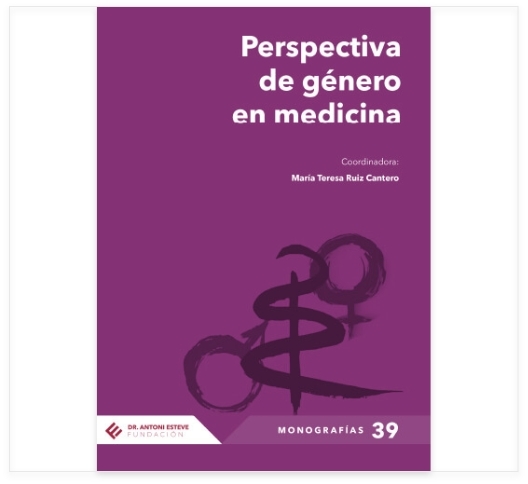 Perspectiva
de género
en medicina
Coordinadora:
María Teresa Ruiz Cantero
DR. ANTONI ESTEVE
FUNDACIÓN
MONOGRAFÍAS 39